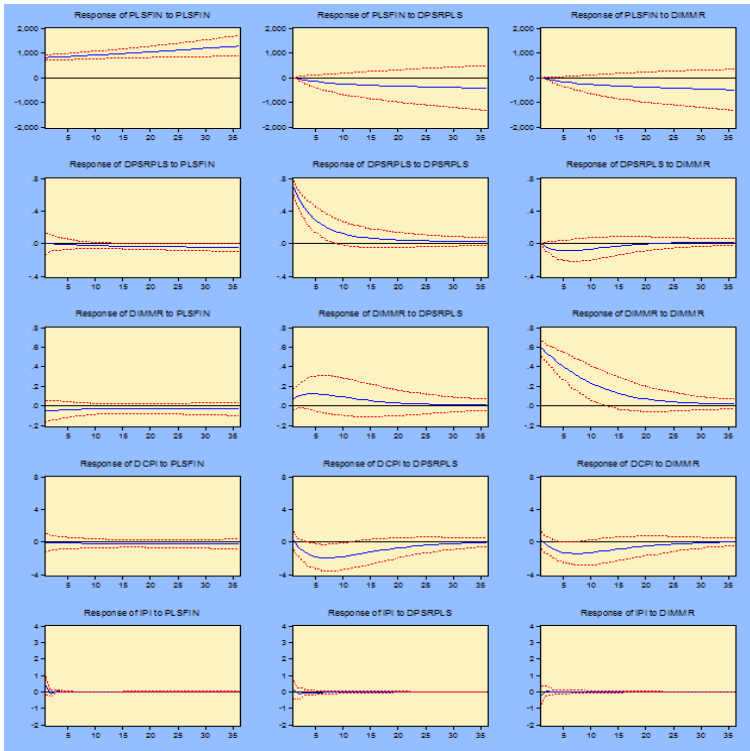 Response of PLSFIN to PLSFIN
Response of PLSFIN to DPSRPLS
Response of PLSFIN to DIMMR
2,000
1,000
0
-1,000
-2,000
5 10 15 20 25 30 35
2,000
1,000
0
-1,000
-2,000
5 10 15 20 25 30 35
2,000
1,000
0
-1,000
-2,000
5 10 15 20 25 30 35
Response of DPSRPLS to PLSFIN
Response of DPSRPLS to DPSRPLS
Response of DPSRPLS to DIMMR
.8
.4
.0
-.4
5 10 15 20 25 30 35
.8
.4
.0
-.4
5 10 15 20 25 30 35
.8
.4
.0
-.4
5 10 15 20 25 30 35
Response of DIMMR to PLSFIN
Response of DIMMR to DPSRPLS
Response of DIMMR to DIMMR
.8
.6
.4
.2
.0
-.2
5 10 15 20 25 30 35
.8
.6
.4
.2
.0
-.2
5 10 15 20 25 30 35
.8
.6
.4
.2
.0
-.2
5 10 15 20 25 30 35
Response of DCPI to PLSFIN
Response of DCPI to DPSRPLS
Response of DCPI to DIMMR
8
4
0
-4
5 10 15 20 25 30 35
8
4
0
-4
5 10 15 20 25 30 35
8
4
0
-4
5 10 15 20 25 30 35
Response of IPI to PLSFIN
Response of IPI to DPSRPLS
Response of IPI to DIMMR
4
3
2
1
0
-1
-2
5 10 15 20 25 30 35
4
3
2
1
0
-1
-2
5 10 15 20 25 30 35
4
3
2
1
0
-1
-2
5 10 15 20 25 30 35